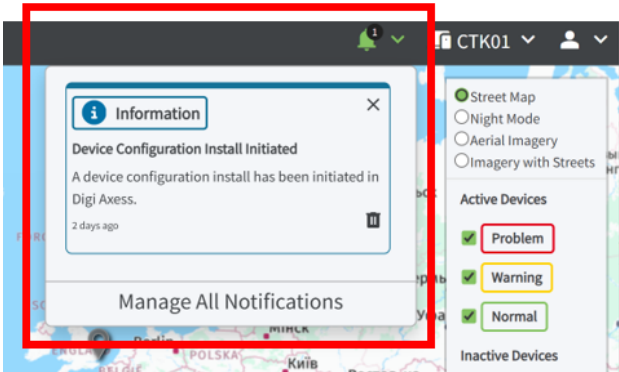 1
CTK01
Information
Device Configuration Install Initiated
A device configuration install has been initiated in
Digi Axess.
2 days ago
Manage All Notifications
Street Map
Night Mode
Aerial Imagery
Imagery with Streets
Active Devices
Problem
Warning
Normal
Inactive Devices
Berlin
POLSKA
Київ